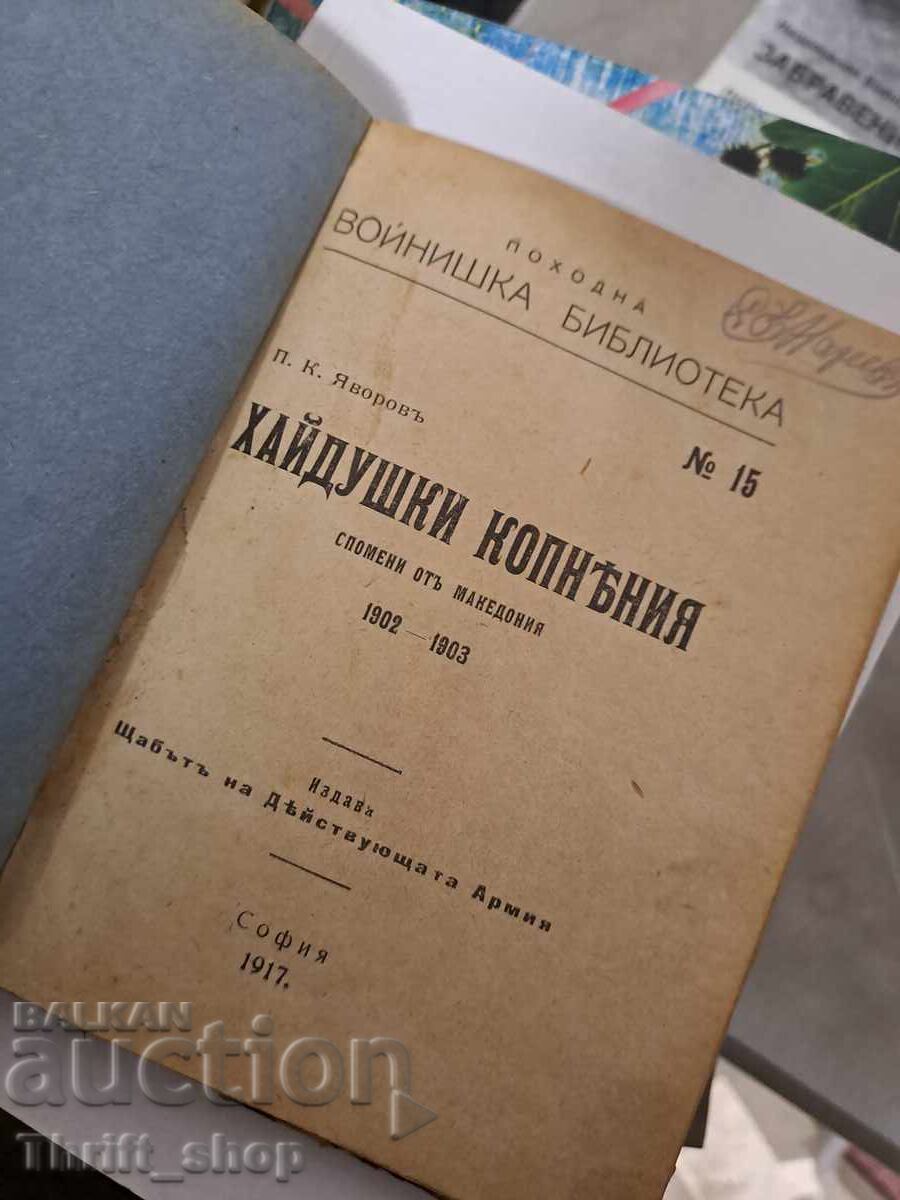 ЗАБРАВЕНИ
ПОХОДНА
ВОЙНИШКА БИБЛИОТЕКА
№ 15
П. К. Яворовъ
ХАЙДУШКИ КОПНѢНИЯ
СПОМЕНИ ОТЪ МАКЕДОНИЯ
1902 — 1903
Издава
Щабътъ на Дѣйствующата Армия
София
1917.
BALKAN
auction
Thrift_shop